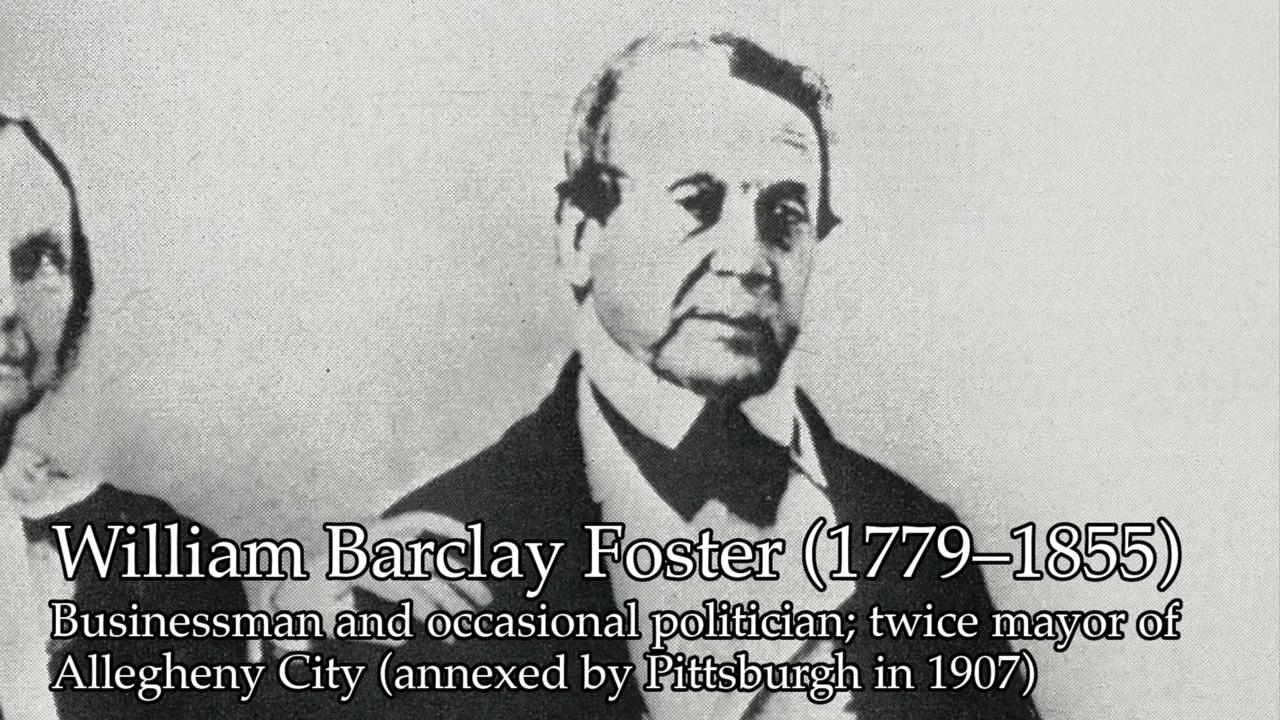 William Barclay Foster (1779–1855)
Businessman and occasional politician; twice mayor of
Allegheny City (annexed by Pittsburgh in 1907)